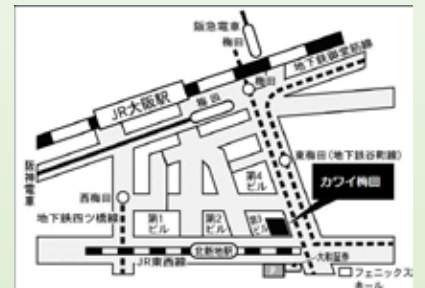 阪急電車
梅田
地下鉄御堂筋線
JR大阪駅
梅田
梅田
阪神電車
東梅田(地下鉄谷町線)
カワイ梅田
西梅田
第4
ビル
地下鉄四ツ橋線
第1
ビル
第2
ビル
第3
ビル
北新地駅
JR東西線
大和証券
フェニックス
ホール
P